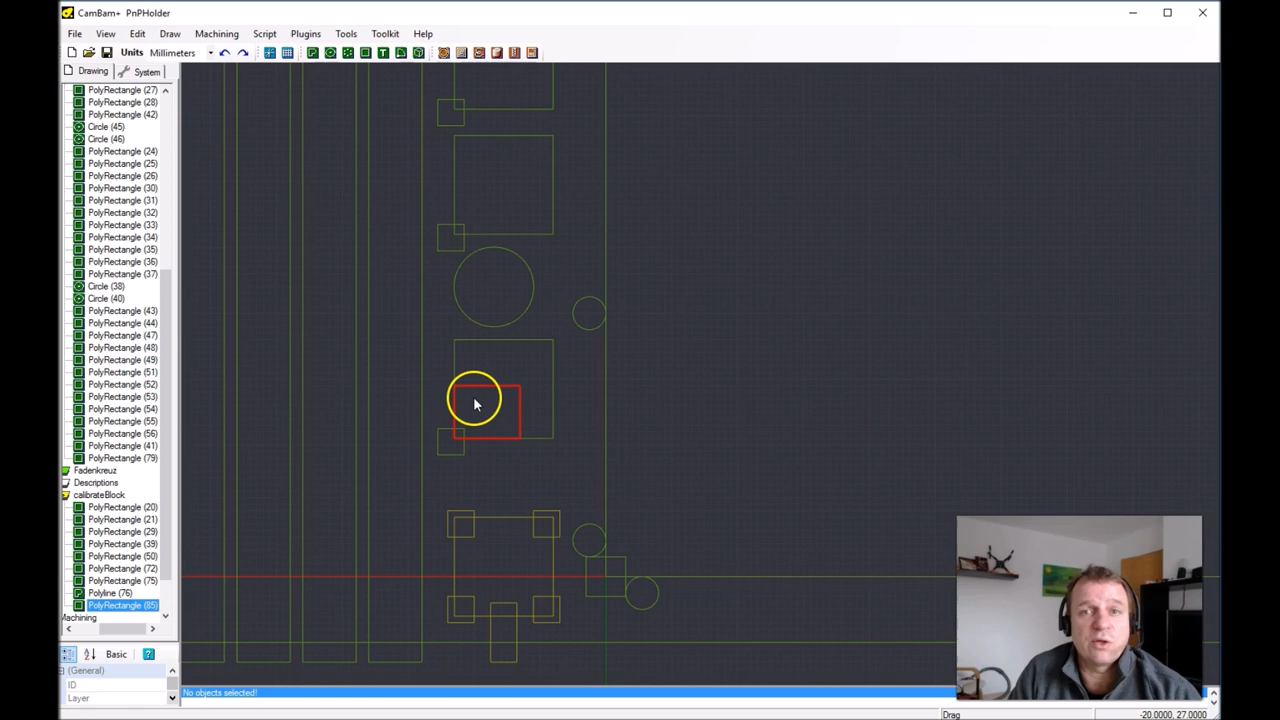 CamBam+ PnPHolder
File View Edit Draw Machining Script Plugins Tools Toolkit Help
Units Millimeters
Drawing System
PolyRectangle (27)
PolyRectangle (28)
PolyRectangle (42)
Circle (45)
Circle (46)
PolyRectangle (24)
PolyRectangle (25)
PolyRectangle (26)
PolyRectangle (30)
PolyRectangle (31)
PolyRectangle (32)
PolyRectangle (33)
PolyRectangle (34)
PolyRectangle (35)
PolyRectangle (36)
PolyRectangle (37)
Circle (38)
Circle (40)
PolyRectangle (43)
PolyRectangle (44)
PolyRectangle (47)
PolyRectangle (48)
PolyRectangle (49)
PolyRectangle (51)
PolyRectangle (52)
PolyRectangle (53)
PolyRectangle (54)
PolyRectangle (55)
PolyRectangle (56)
PolyRectangle (41)
PolyRectangle (79)
Fadenkreuz
Descriptions
calibrateBlock
PolyRectangle (20)
PolyRectangle (21)
PolyRectangle (29)
PolyRectangle (39)
PolyRectangle (50)
PolyRectangle (72)
PolyRectangle (75)
Polyline (76)
PolyRectangle (85)
Machining
Basic
(General)
ID
Layer
No objects selected!
Drag -20.0000, 27.0000